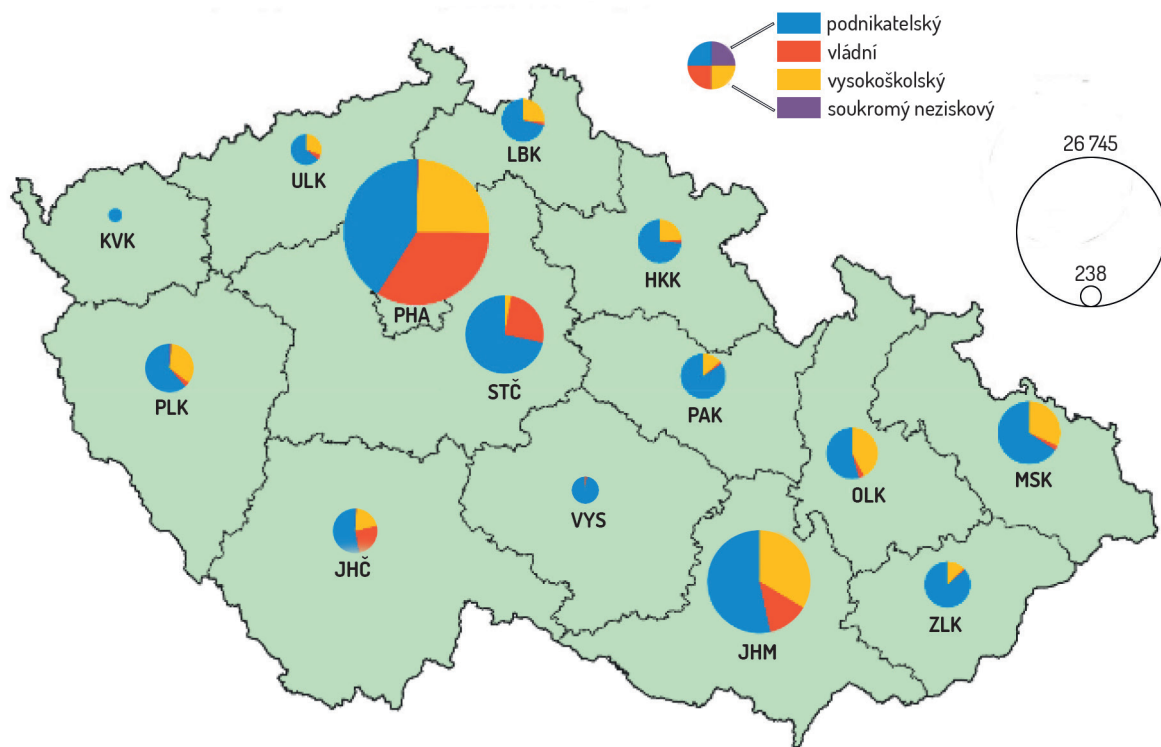 podnikatelský
vládní
vysokoškolský
soukromý neziskový
26 745
238
LBK
ULK
KVK
HKK
PHA
STČ
PLK
PAK
MSK
OLK
VYS
JHČ
ZLK
JHM